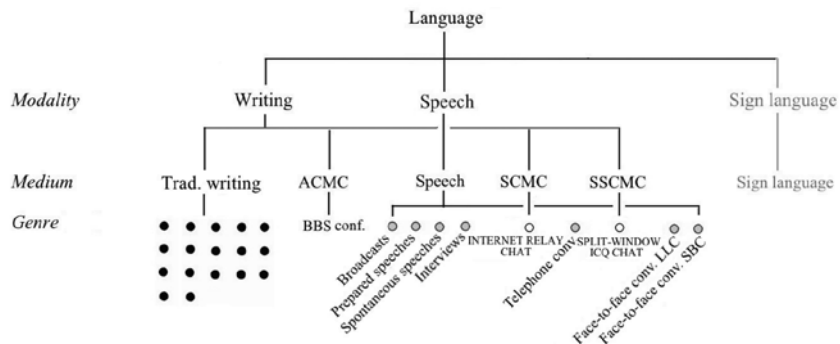 Language
Modality
Writing
Speech
Sign language
Medium
Trad. writing
ACMC
Speech
SCMC
SSCMC
Sign language
Genre
BBS conf.
Broadcasts
Prepared speeches
Spontaneous speeches
Interviews
INTERNET RELAY
CHAT
Telephone conv
SPLIT-WINDOW
ICQ CHAT
Face-to-face conv. LLC
Face-to-face conv. SBC